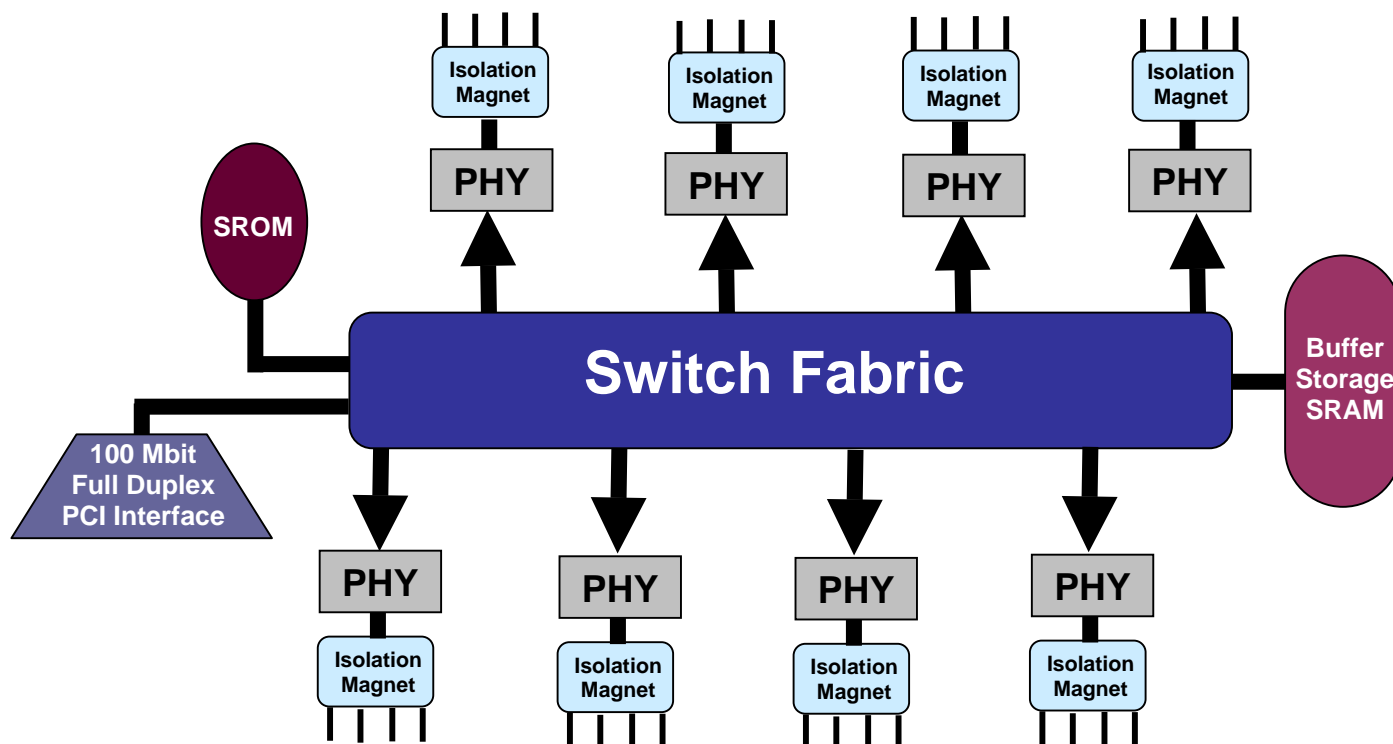 Isolation
Magnet
Isolation
Magnet
Isolation
Magnet
Isolation
Magnet
PHY
PHY
PHY
PHY
SROM
Switch Fabric
Buffer
Storage
SRAM
100 Mbit
Full Duplex
PCI Interface
PHY
PHY
PHY
PHY
Isolation
Magnet
Isolation
Magnet
Isolation
Magnet
Isolation
Magnet